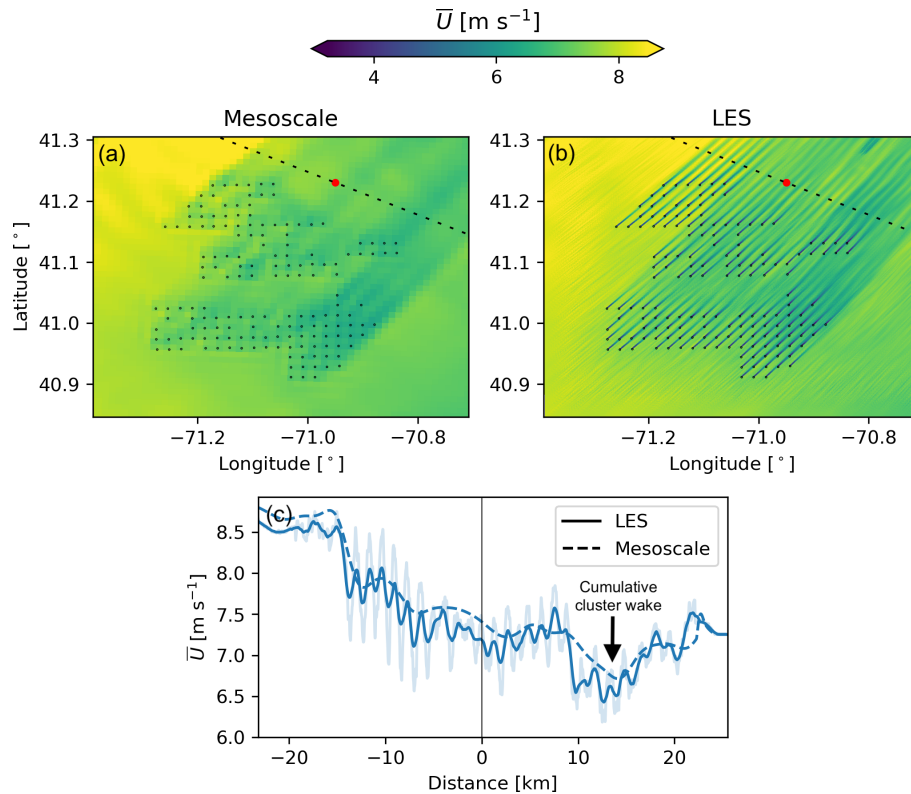 U̅ [m s⁻¹]
4 6 8
Mesoscale LES
(a) (b)
41.3 41.3
41.2 41.2
41.1 41.1
41.0 41.0
40.9 40.9
Latitude [°]
−71.2 −71.0 −70.8 −71.2 −71.0 −70.8
Longitude [°] Longitude [°]
(c)
LES
Mesoscale
Cumulative
cluster wake
8.5
8.0
7.5
7.0
6.5
6.0
U̅ [m s⁻¹]
−20 −10 0 10 20
Distance [km]